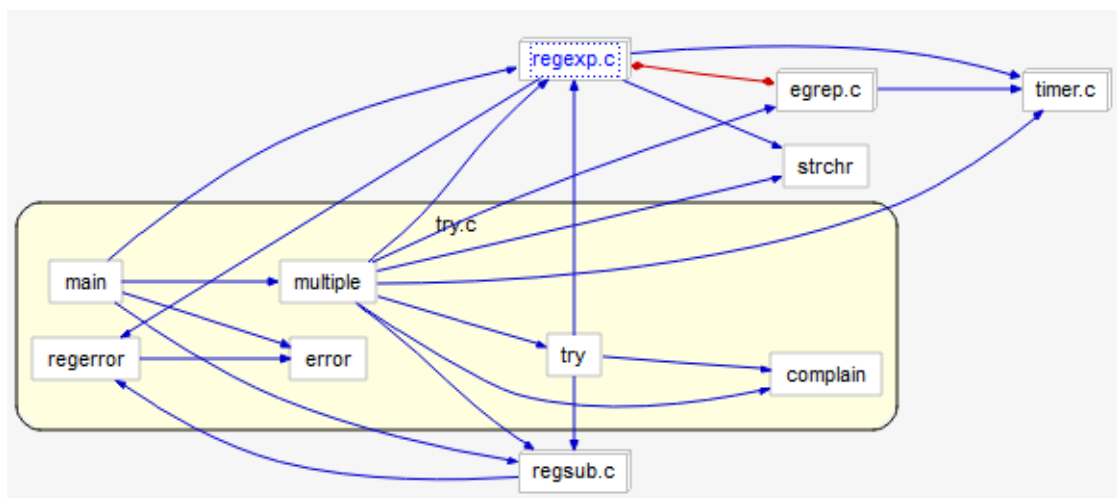 regexp.c
egrep.c
timer.c
strchr
try.c
main
multiple
regerror
error
try
complain
regsub.c